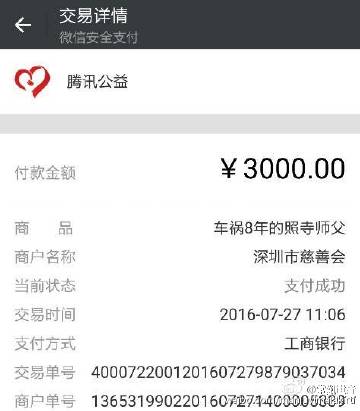 交易详情
微信安全支付
腾讯公益
付款金额 ￥3000.00
商 品 车祸8年的照寺师父
商户名称 深圳市慈善会
当前状态 支付成功
交易时间 2016-07-27 11:06
支付方式 工商银行
交易单号 4000722001201607279879037034
商户单号